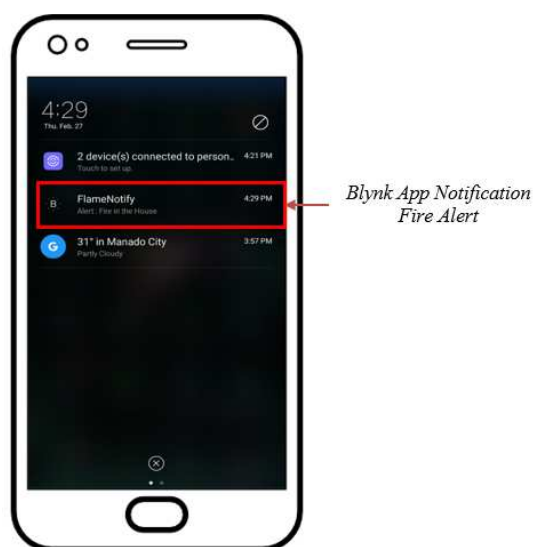 4:29
Thu. Feb. 27
2 device(s) connected to person.. 4:21 PM
Touch to set up.
B FlameNotify 4:29 PM
Alert : Fire in the House
G 31° in Manado City 3:57 PM
Partly Cloudy
Blynk App Notification
Fire Alert